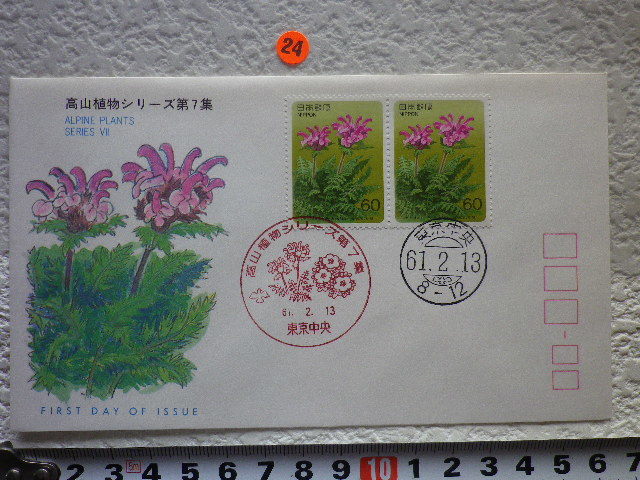 24
高山植物シリーズ第7集
ALPINE PLANTS
SERIES VII
日本郵便
NIPPON
60
日本郵便
NIPPON
60
高山植物シリーズ第7集
61. 2. 13
東京中央
東京中央
61.2.13
8-12
FIRST DAY OF ISSUE
2 3 4 5 6 7 8 9 10 1 2 3 4 5 6
5m